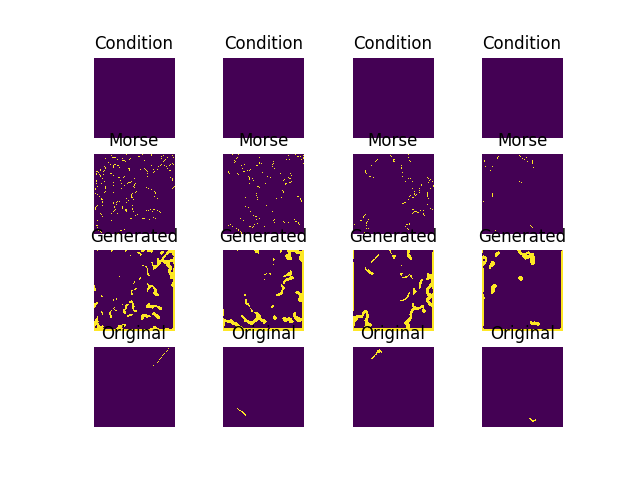 Condition Condition Condition Condition
Morse Morse Morse Morse
Generated Generated Generated Generated
Original Original Original Original